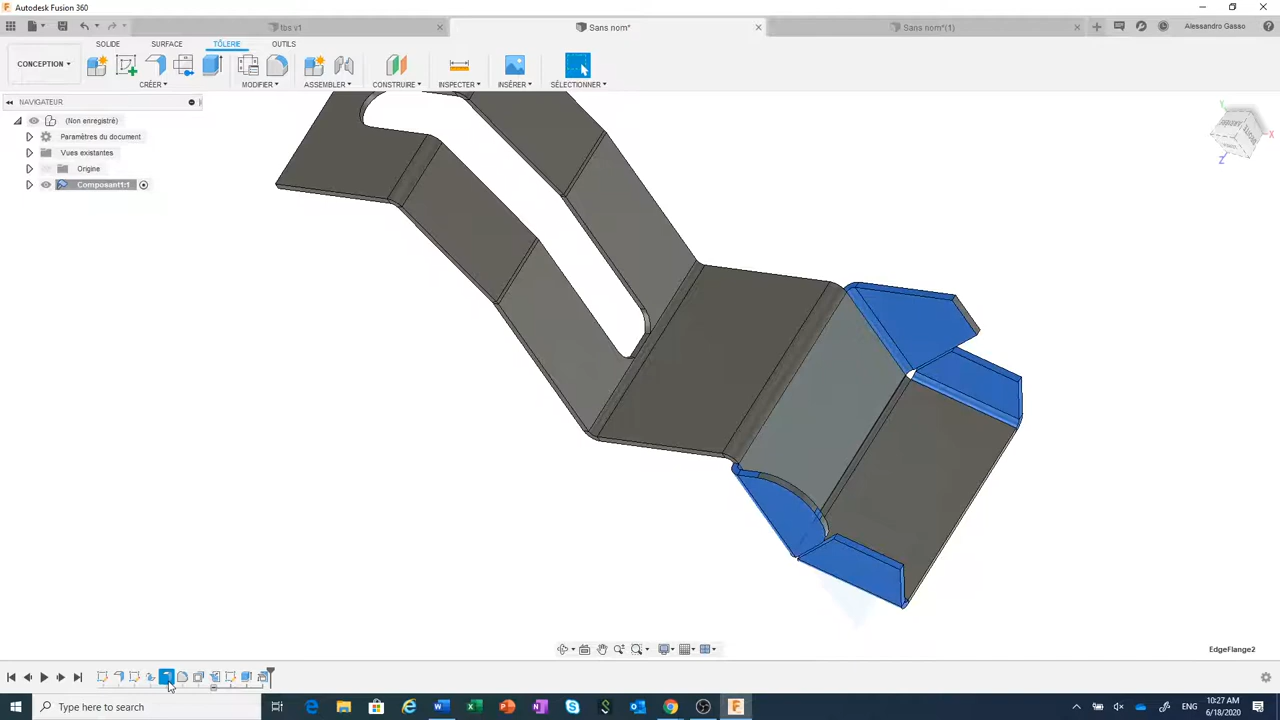 Autodesk Fusion 360
tbs v1
Sans nom*
Sans nom*(1)
Alessandro Gasso
SOLIDE
SURFACE
TÔLERIE
OUTILS
CONCEPTION
CRÉER
MODIFIER
ASSEMBLER
CONSTRUIRE
INSPECTER
INSÉRER
SÉLECTIONNER
NAVIGATEUR
(Non enregistré)
Paramètres du document
Vues existantes
Origine
Composant1:1
Y
X
Z
EdgeFlange2
Type here to search
ENG
10:27 AM
6/18/2020